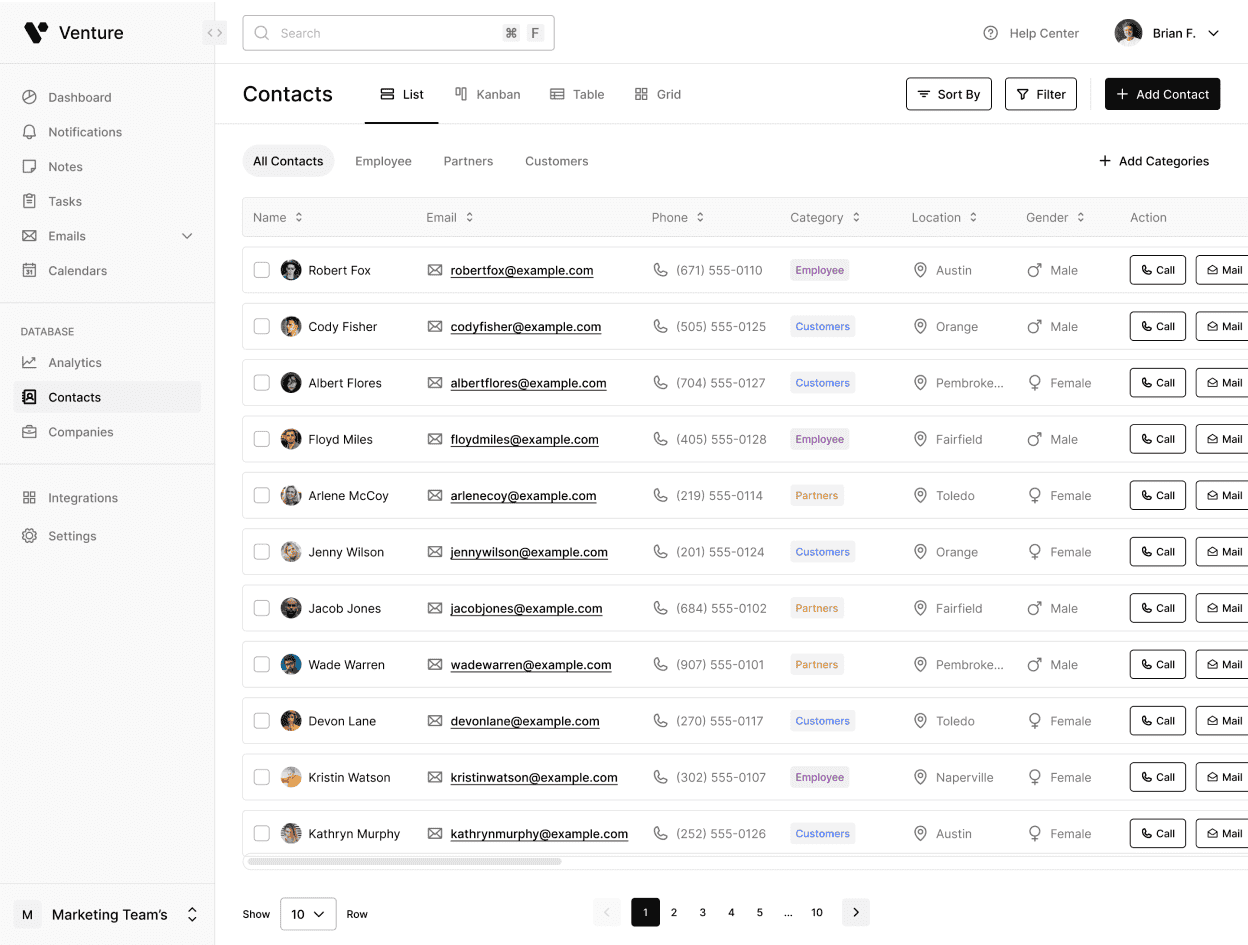 Venture
Search ⌘ F
Help Center
Brian F.
Dashboard
Notifications
Notes
Tasks
Emails
31 Calendars
DATABASE
Analytics
Contacts
Companies
Integrations
Settings
M Marketing Team's
Contacts List Kanban Table Grid Sort By Filter + Add Contact
All Contacts Employee Partners Customers + Add Categories
Name Email Phone Category Location Gender Action
Robert Fox robertfox@example.com (671) 555-0110 Employee Austin Male Call Mail
Cody Fisher codyfisher@example.com (505) 555-0125 Customers Orange Male Call Mail
Albert Flores albertflores@example.com (704) 555-0127 Customers Pembroke... Female Call Mail
Floyd Miles floydmiles@example.com (405) 555-0128 Employee Fairfield Male Call Mail
Arlene McCoy arlenecoy@example.com (219) 555-0114 Partners Toledo Female Call Mail
Jenny Wilson jennywilson@example.com (201) 555-0124 Customers Orange Female Call Mail
Jacob Jones jacobjones@example.com (684) 555-0102 Partners Fairfield Male Call Mail
Wade Warren wadewarren@example.com (907) 555-0101 Partners Pembroke... Male Call Mail
Devon Lane devonlane@example.com (270) 555-0117 Customers Toledo Female Call Mail
Kristin Watson kristinwatson@example.com (302) 555-0107 Employee Naperville Female Call Mail
Kathryn Murphy kathrynmurphy@example.com (252) 555-0126 Customers Austin Female Call Mail
Show 10 Row < 1 2 3 4 5 ... 10 >